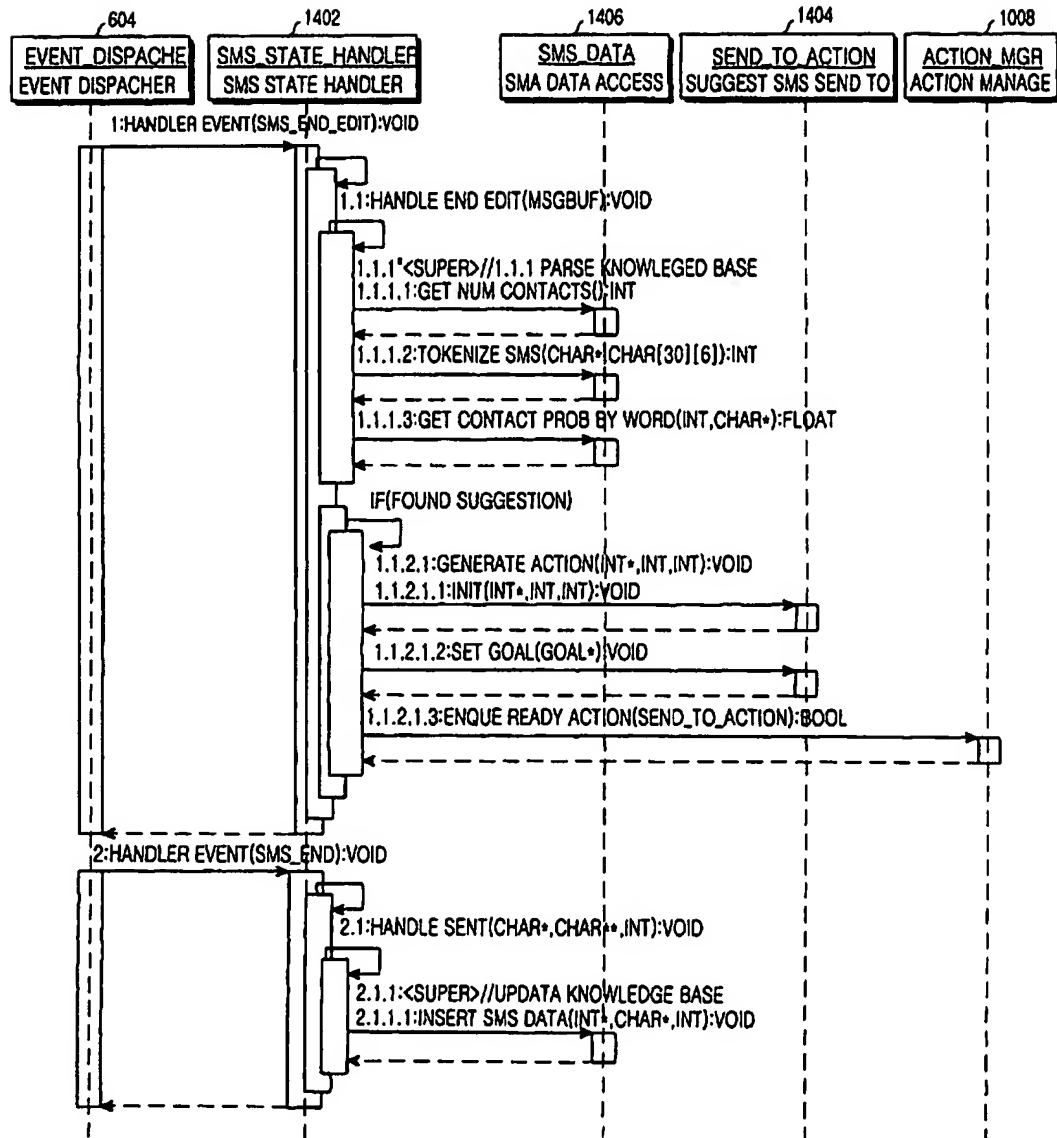 604
1402
1406
1404
1008
EVENT_DISPACHE
EVENT DISPACHER
SMS_STATE_HANDLER
SMS STATE HANDLER
SMS_DATA
SMA DATA ACCESS
SEND_TO_ACTION
SUGGEST SMS SEND TO
ACTION_MGR
ACTION MANAGE
1:HANDLER EVENT(SMS_END_EDIT):VOID
1.1:HANDLE END EDIT(MSGBUF):VOID
1.1.1*<SUPER>//1.1.1 PARSE KNOWLEGED BASE
1.1.1.1:GET NUM CONTACTS():INT
1.1.1.2:TOKENIZE SMS(CHAR*,CHAR[30][6]):INT
1.1.1.3:GET CONTACT PROB BY WORD(INT,CHAR*):FLOAT
IF(FOUND SUGGESTION)
1.1.2.1:GENERATE ACTION(INT*,INT,INT):VOID
1.1.2.1.1:INIT(INT*,INT,INT):VOID
1.1.2.1.2:SET GOAL(GOAL*):VOID
1.1.2.1.3:ENQUE READY ACTION(SEND_TO_ACTION):BOOL
2:HANDLER EVENT(SMS_END):VOID
2.1:HANDLE SENT(CHAR*,CHAR**,INT):VOID
2.1.1:<SUPER>//UPDATA KNOWLEDGE BASE
2.1.1.1:INSERT SMS DATA(INT*,CHAR*,INT):VOID